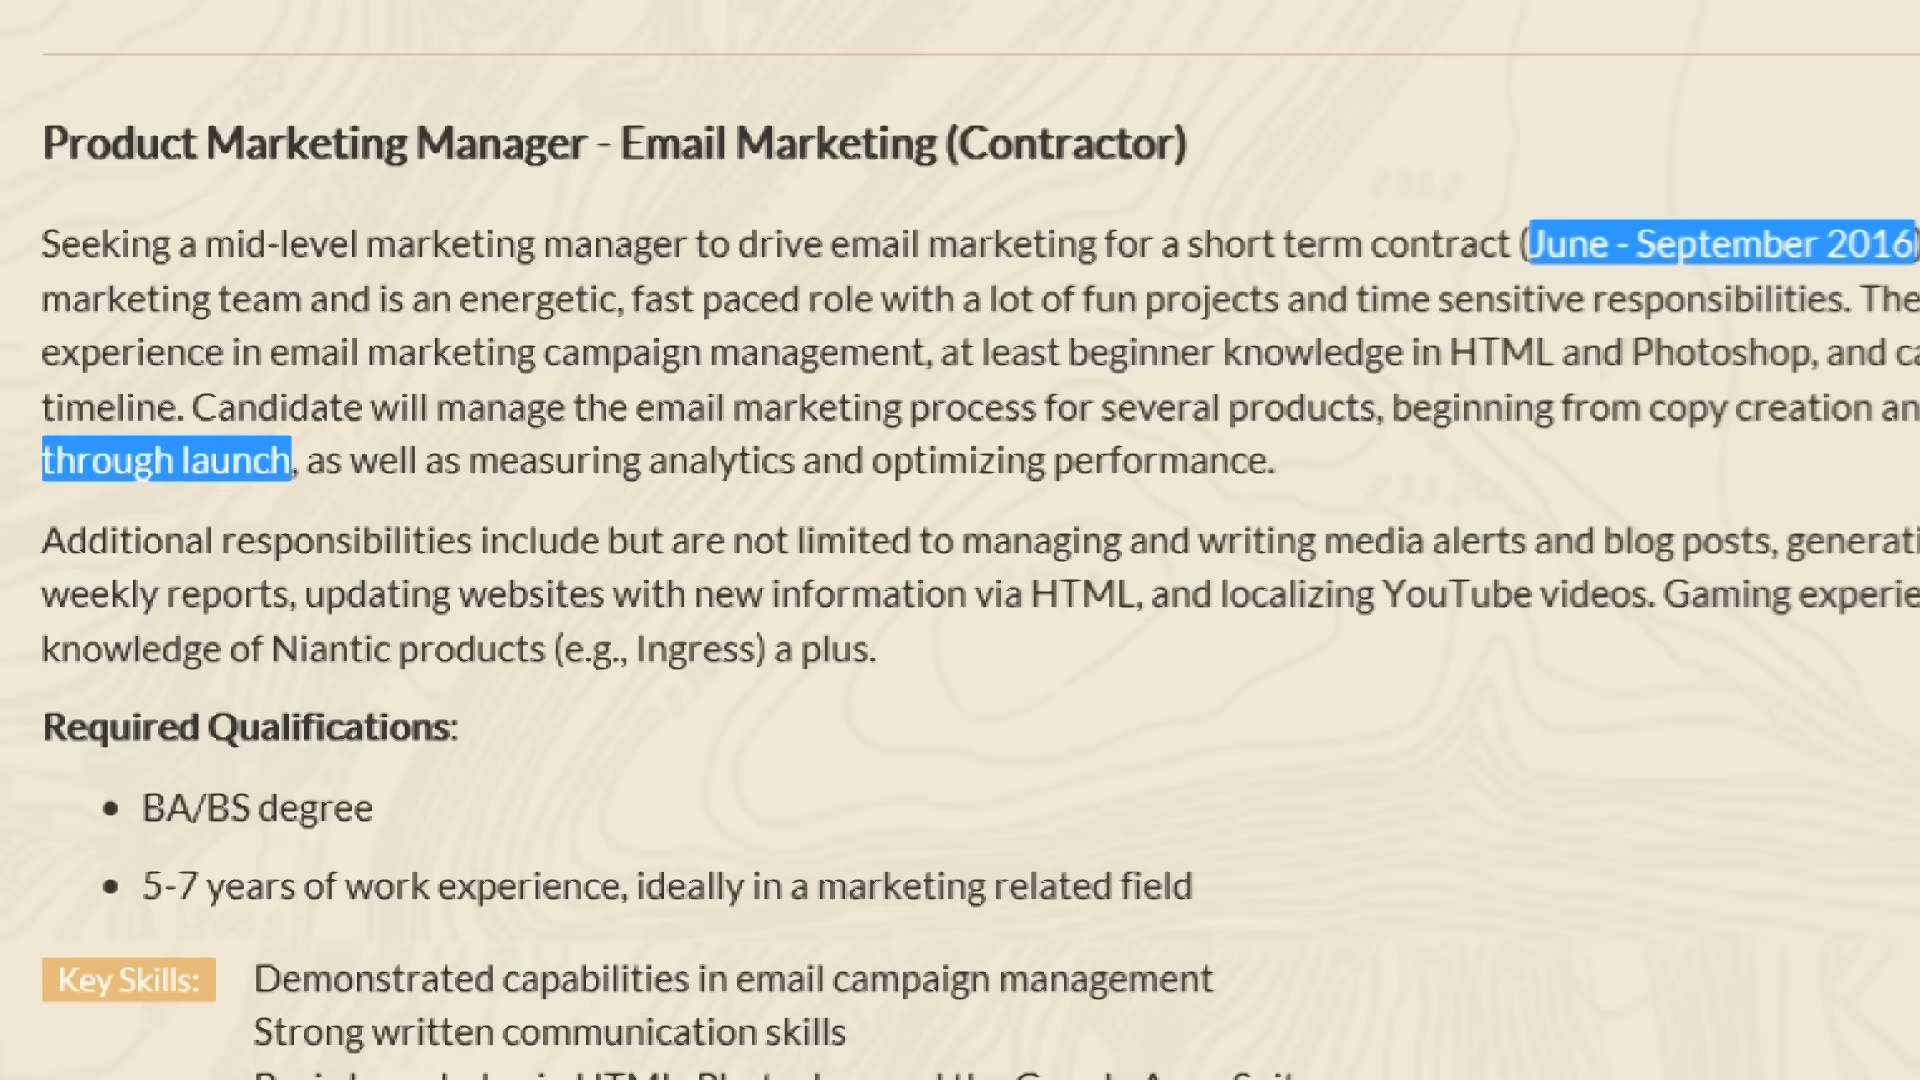 Product Marketing Manager - Email Marketing (Contractor)
Seeking a mid-level marketing manager to drive email marketing for a short term contract (June - September 2016)
marketing team and is an energetic, fast paced role with a lot of fun projects and time sensitive responsibilities. The
experience in email marketing campaign management, at least beginner knowledge in HTML and Photoshop, and
timeline. Candidate will manage the email marketing process for several products, beginning from copy creation
through launch, as well as measuring analytics and optimizing performance.
Additional responsibilities include but are not limited to managing and writing media alerts and blog posts,
weekly reports, updating websites with new information via HTML, and localizing YouTube videos. Gaming
knowledge of Niantic products (e.g., Ingress) a plus.
Required Qualifications:
• BA/BS degree
• 5-7 years of work experience, ideally in a marketing related field
Key Skills: Demonstrated capabilities in email campaign management
Strong written communication skills